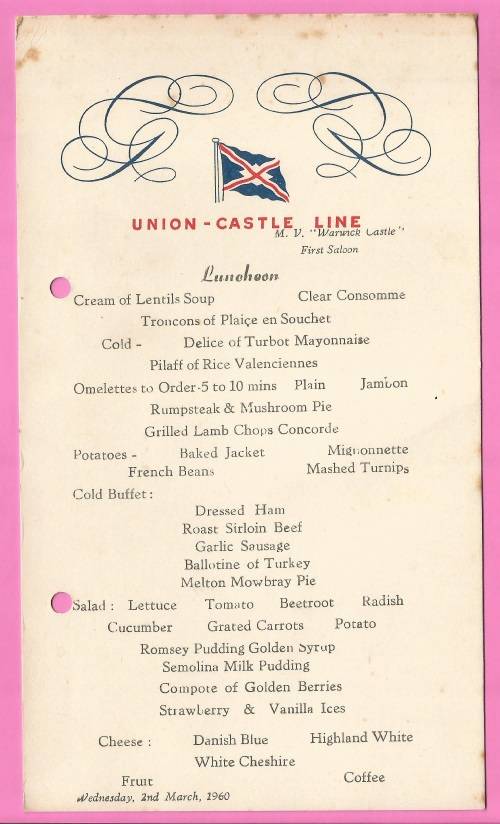 UNION-CASTLE LINE
M. V. "Warwick Castle"
First Saloon
Luncheon
Cream of Lentils Soup Clear Consomme
Troncons of Plaiçe en Souchet
Cold - Delice of Turbot Mayonnaise
Pilaff of Rice Valenciennes
Omelettes to Order-5 to 10 mins Plain Jambon
Rumpsteak & Mushroom Pie
Grilled Lamb Chops Concorde
Potatoes - Baked Jacket Mignonnette
French Beans Mashed Turnips
Cold Buffet:
Dressed Ham
Roast Sirloin Beef
Garlic Sausage
Ballotine of Turkey
Melton Mowbray Pie
Salad : Lettuce Tomato Beetroot Radish
Cucumber Grated Carrots Potato
Romsey Pudding Golden Syrup
Semolina Milk Pudding
Compote of Golden Berries
Strawberry & Vanilla Ices
Cheese : Danish Blue Highland White
White Cheshire
Fruit Coffee
Wednesday, 2nd March, 1960